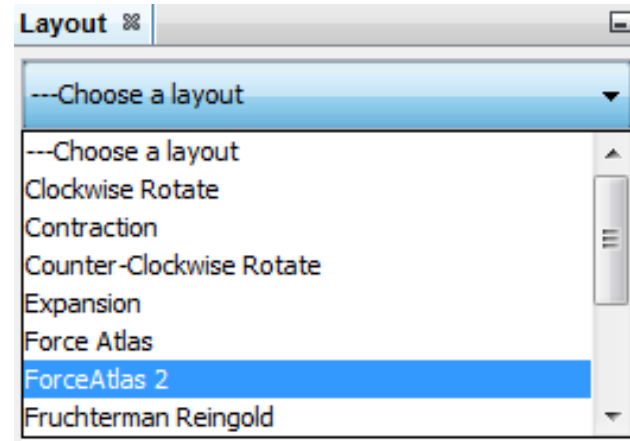 Layout
---Choose a layout
---Choose a layout
Clockwise Rotate
Contraction
Counter-Clockwise Rotate
Expansion
Force Atlas
ForceAtlas 2
Fruchterman Reingold